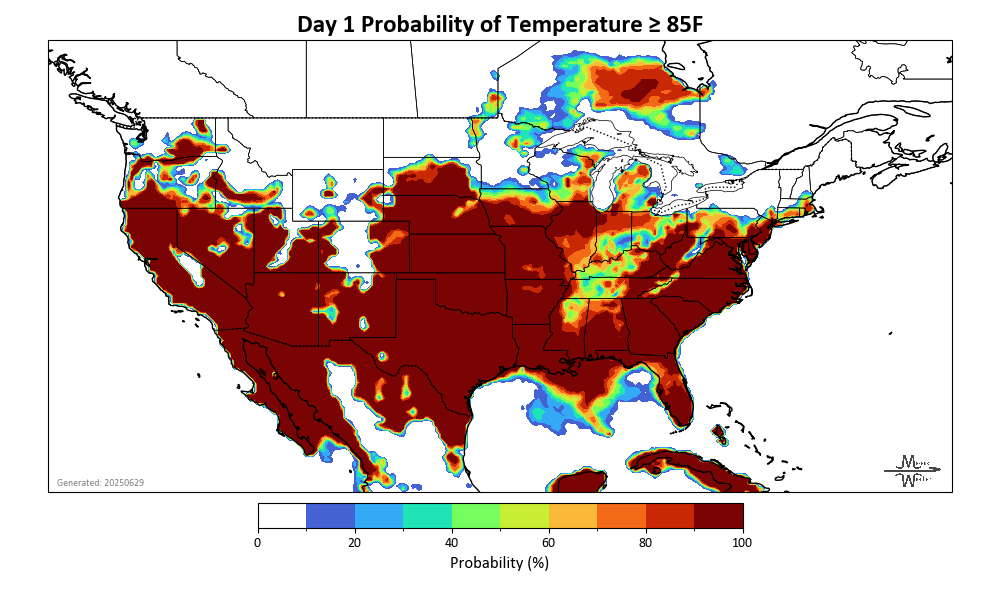 Day 1 Probability of Temperature ≥ 85F
Generated: 20250629
0 20 40 60 80 100
Probability (%)